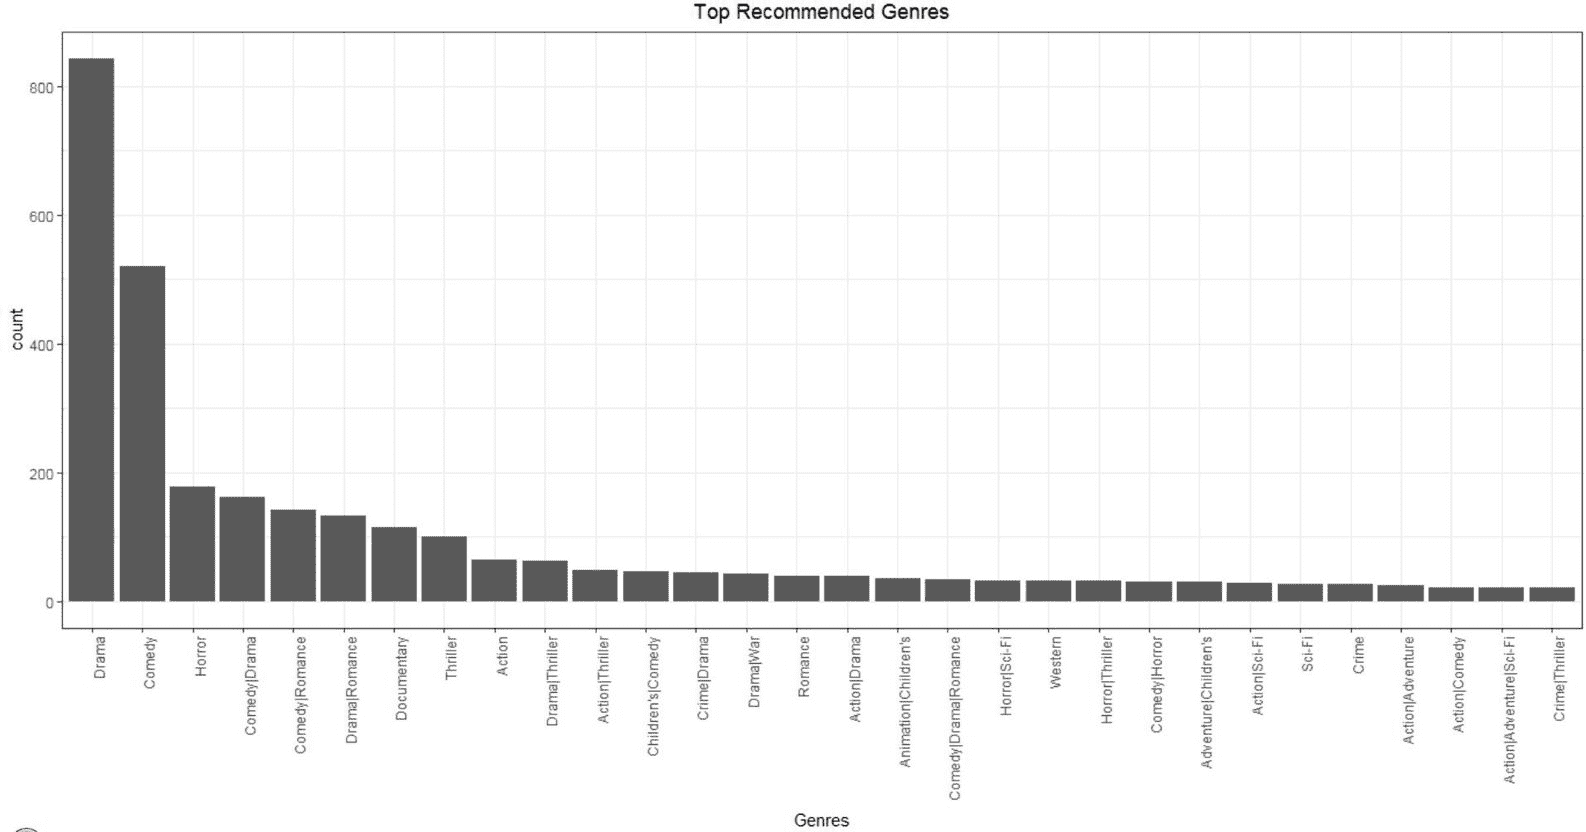 Top Recommended Genres
count
800
600
400
200
0
Drama
Comedy
Horror
Comedy|Drama
Comedy|Romance
Drama|Romance
Documentary
Thriller
Action
Drama|Thriller
Action|Thriller
Children's|Comedy
Crime|Drama
Drama|War
Romance
Action|Drama
Animation|Children's
Comedy|Drama|Romance
Horror|Sci-Fi
Western
Horror|Thriller
Comedy|Horror
Adventure|Children's
Action|Sci-Fi
Sci-Fi
Crime
Action|Adventure
Action|Comedy
Action|Adventure|Sci-Fi
Crime|Thriller
Genres